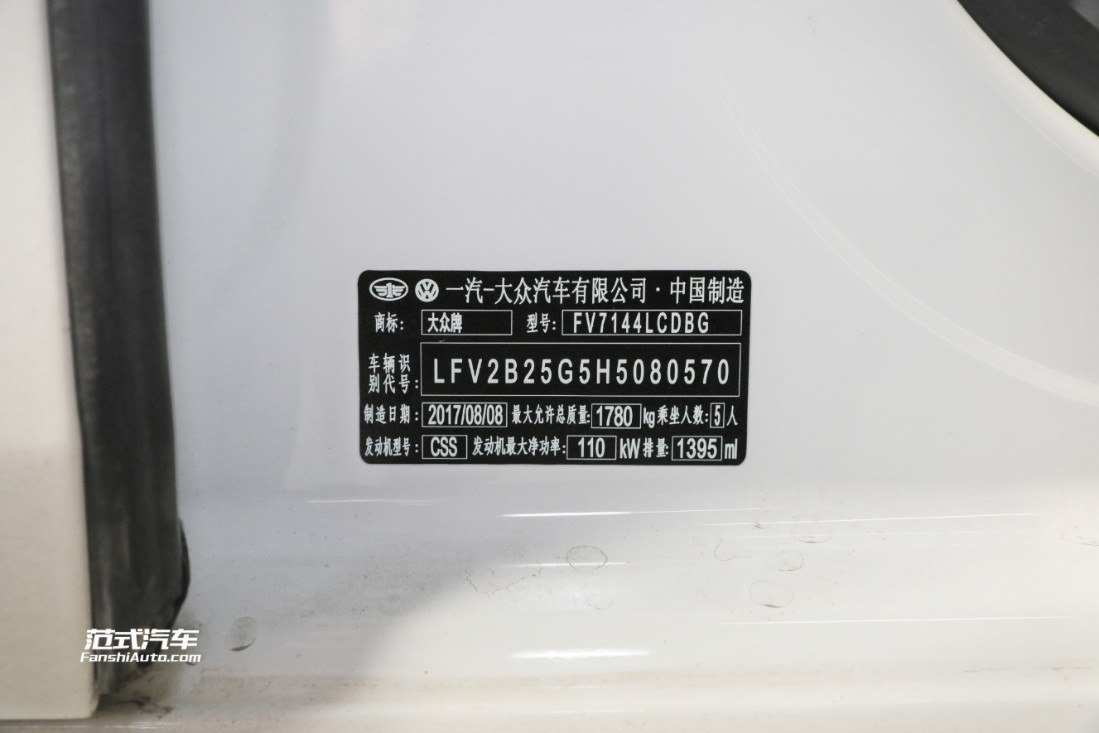 一汽-大众汽车有限公司·中国制造
商标: 大众牌 型号: FV7144LCDBG
车辆识别代号: LFV2B25G5H5080570
制造日期: 2017/08/08 最大允许总质量: 1780 kg 乘坐人数: 5 人
发动机型号: CSS 发动机最大净功率: 110 kW 排量: 1395 ml
范式汽车
FanshiAuto.com